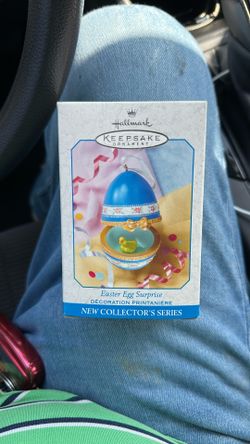 Hallmark
KEEPSAKE
ORNAMENT
Easter Egg Surprise
DÉCORATION PRINTANIÈRE
NEW COLLECTOR'S SERIES